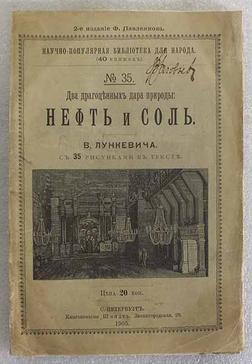 2-е издание Ф. Павленкова.
НАУЧНО-ПОПУЛЯРНАЯ БИБЛІОТЕКА ДЛЯ НАРОДА.
(40 книжекъ)
№ 35.
Два драгоцѣнныхъ дара природы:
НЕФТЬ и СОЛЬ.
В. ЛУНКЕВИЧА.
СЪ 35 РИСУНКАМИ ВЪ ТЕКСТѢ.
Цѣна 20 коп.
С.-ПЕТЕРБУРГЪ.
1905.